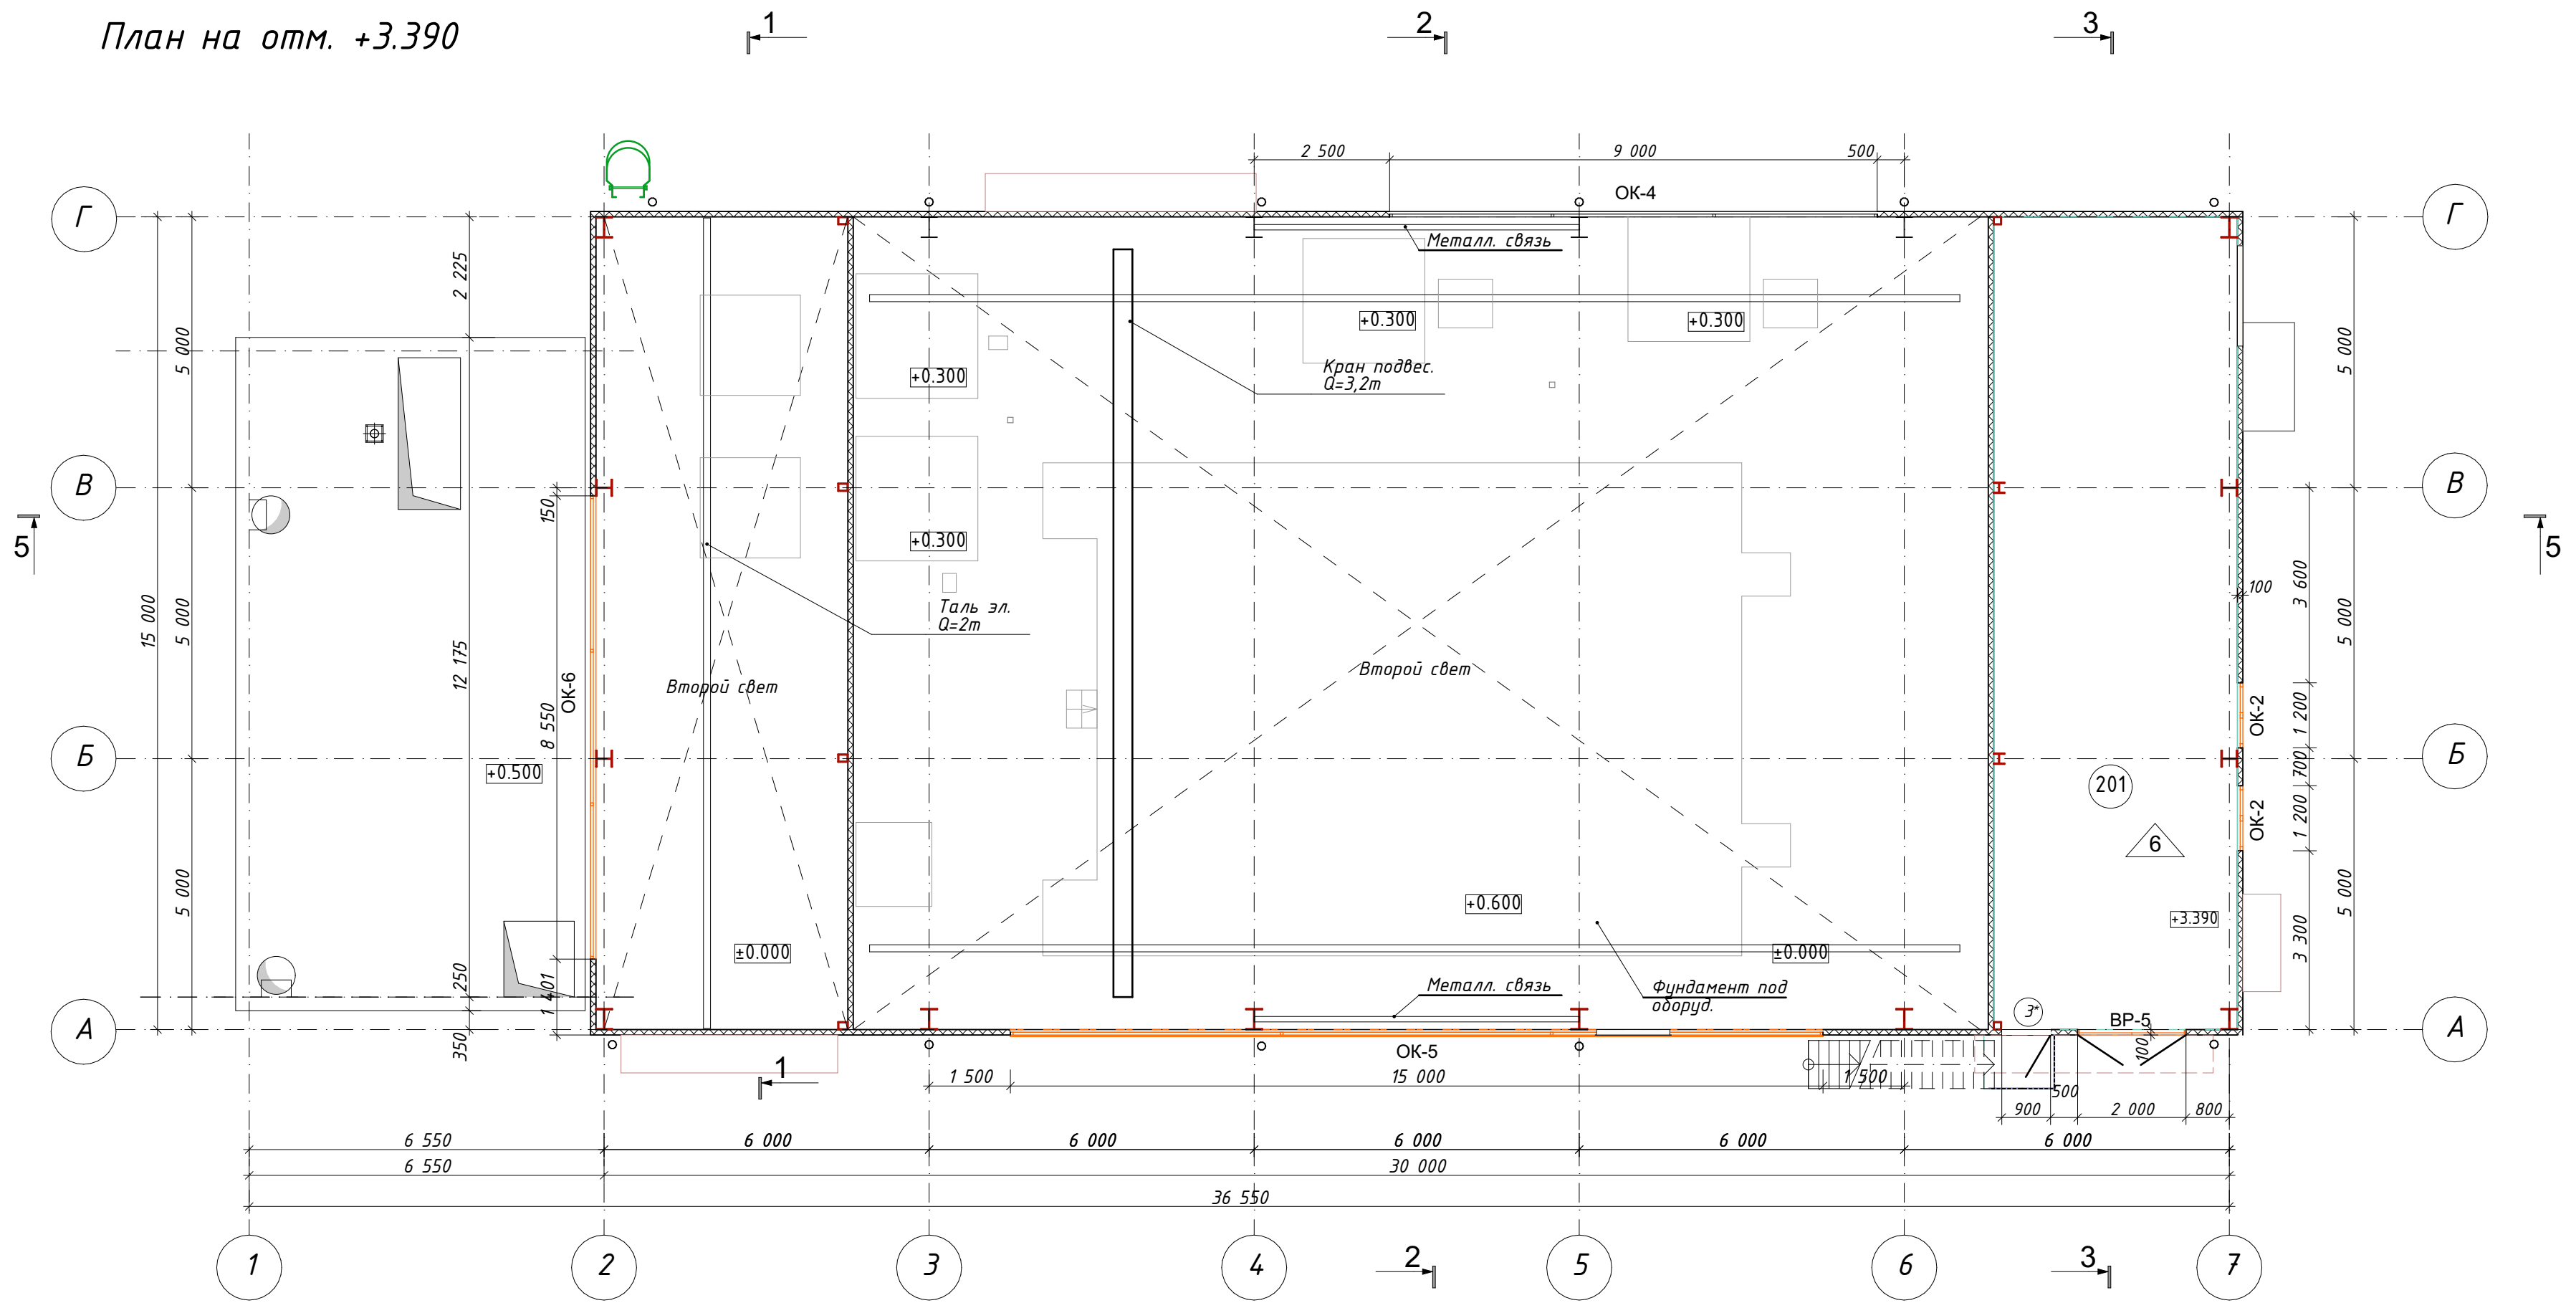 План на отм. +3.390
1
2
3
2 500
9 000
500
ОК-4
Г
Г
Металл. связь
2 225
5 000
5 000
+0.300
+0.300
Кран подвес.
Q=3,2т
+0.300
В
В
150
5
5
+0.300
100
3 600
15 000
5 000
5 000
Таль эл.
Q=2т
12 175
Второй свет
Второй свет
ОК-6
8 550
1 200
ОК-2
Б
Б
+0.500
700
201
1 200
ОК-2
6
5 000
5 000
+0.600
+3.390
3 300
±0.000
±0.000
250
1 401
Металл. связь
Фундамент под
оборуд.
3*
ВР-5
А
А
350
ОК-5
100
1
1 500
15 000
1 500
500
900
2 000
800
6 550
6 000
6 000
6 000
6 000
6 000
6 550
30 000
36 550
1
2
3
4
5
6
7
2
3